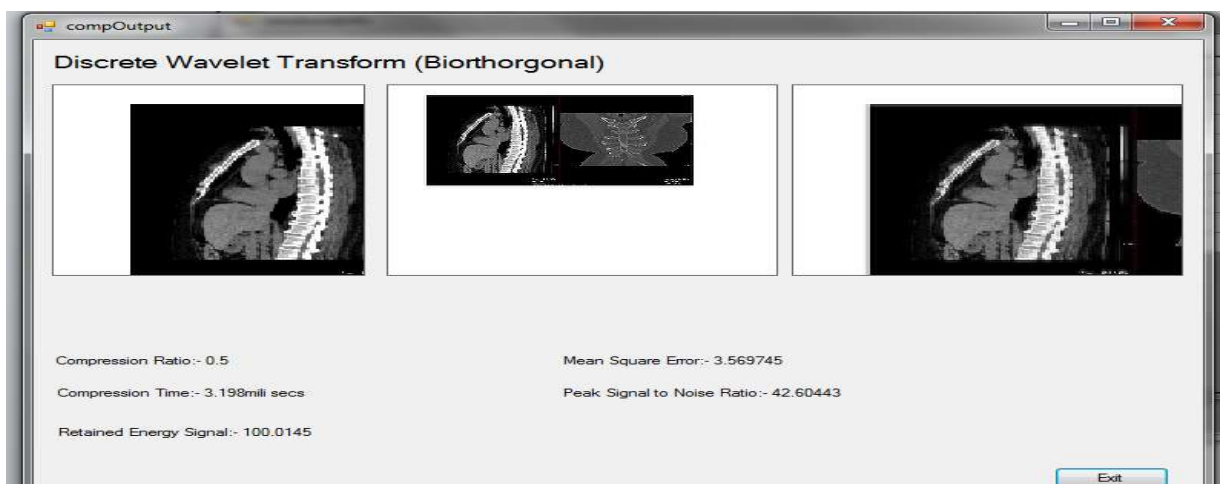 compOutput
Discrete Wavelet Transform (Biorthorgonal)
Compression Ratio:- 0.5
Mean Square Error:- 3.569745
Compression Time:- 3.198mili secs
Peak Signal to Noise Ratio:- 42.60443
Retained Energy Signal:- 100.0145
Exit